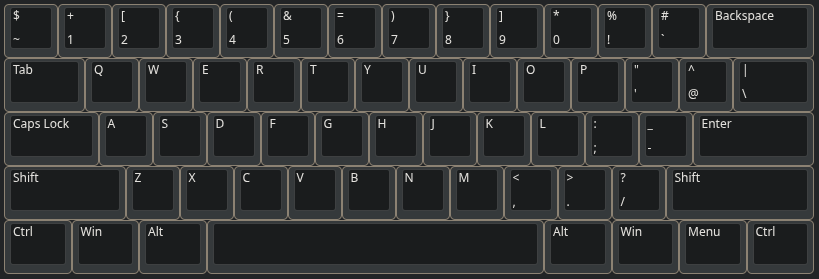 $ + [ { ( & = ) } ] * % # Backspace
~ 1 2 3 4 5 6 7 8 9 0 ! `
Tab Q W E R T Y U I O P " ^ |
' @ \
Caps Lock A S D F G H J K L : _ Enter
; -
Shift Z X C V B N M < > ? Shift
, . /
Ctrl Win Alt Alt Win Menu Ctrl